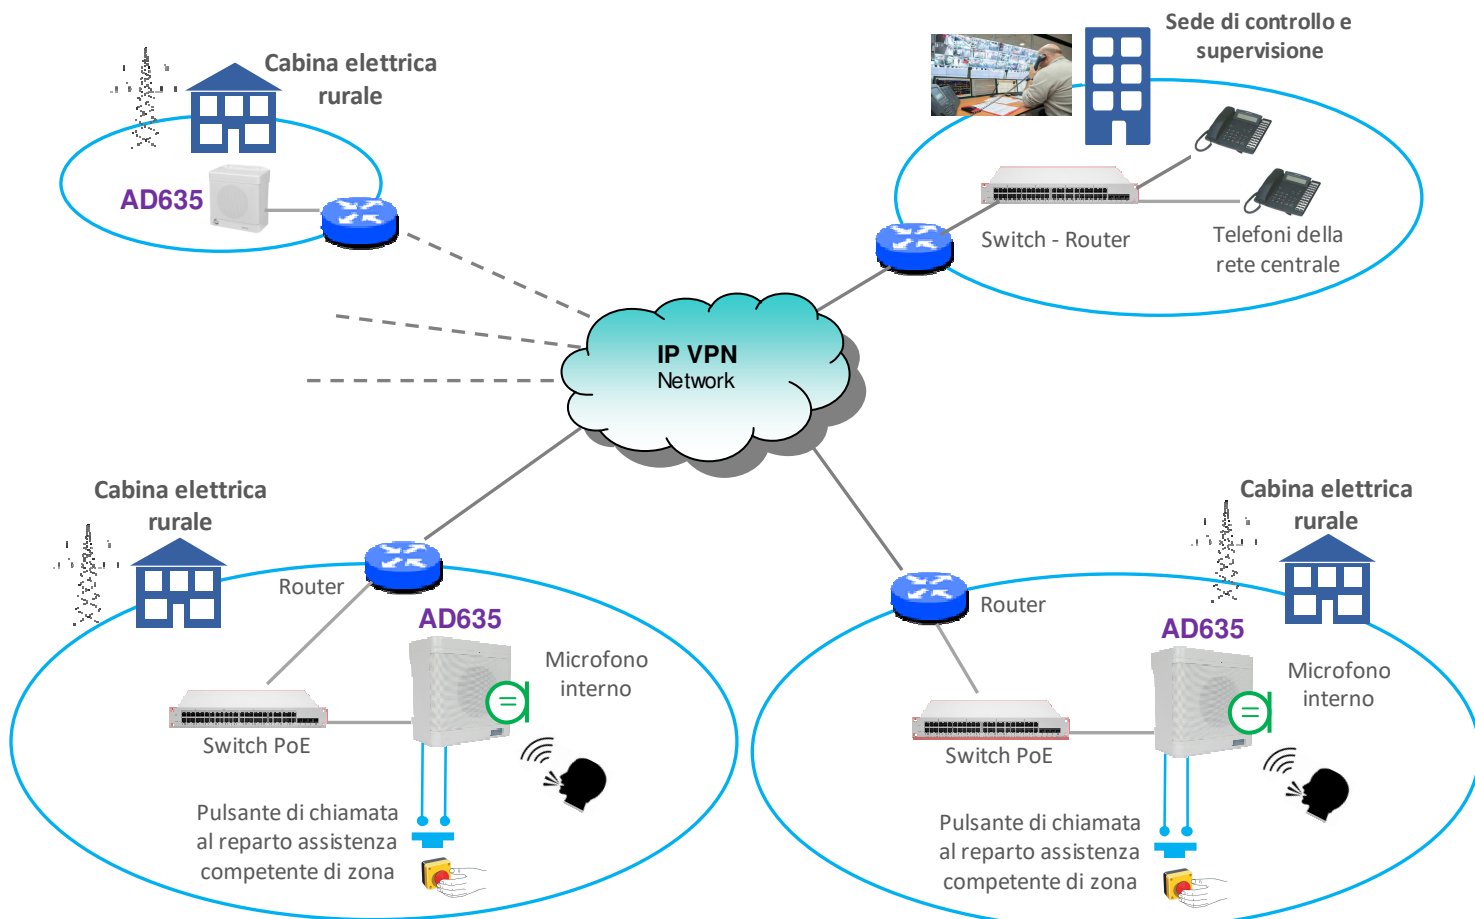 Cabina elettrica
rurale
AD635
Sede di controllo e
supervisione
Switch - Router
Telefoni della
rete centrale
IP VPN
Network
Cabina elettrica
rurale
Router
AD635
Microfono
interno
Switch PoE
Pulsante di chiamata
al reparto assistenza
competente di zona
Cabina elettrica
rurale
Router
AD635
Microfono
interno
Switch PoE
Pulsante di chiamata
al reparto assistenza
competente di zona